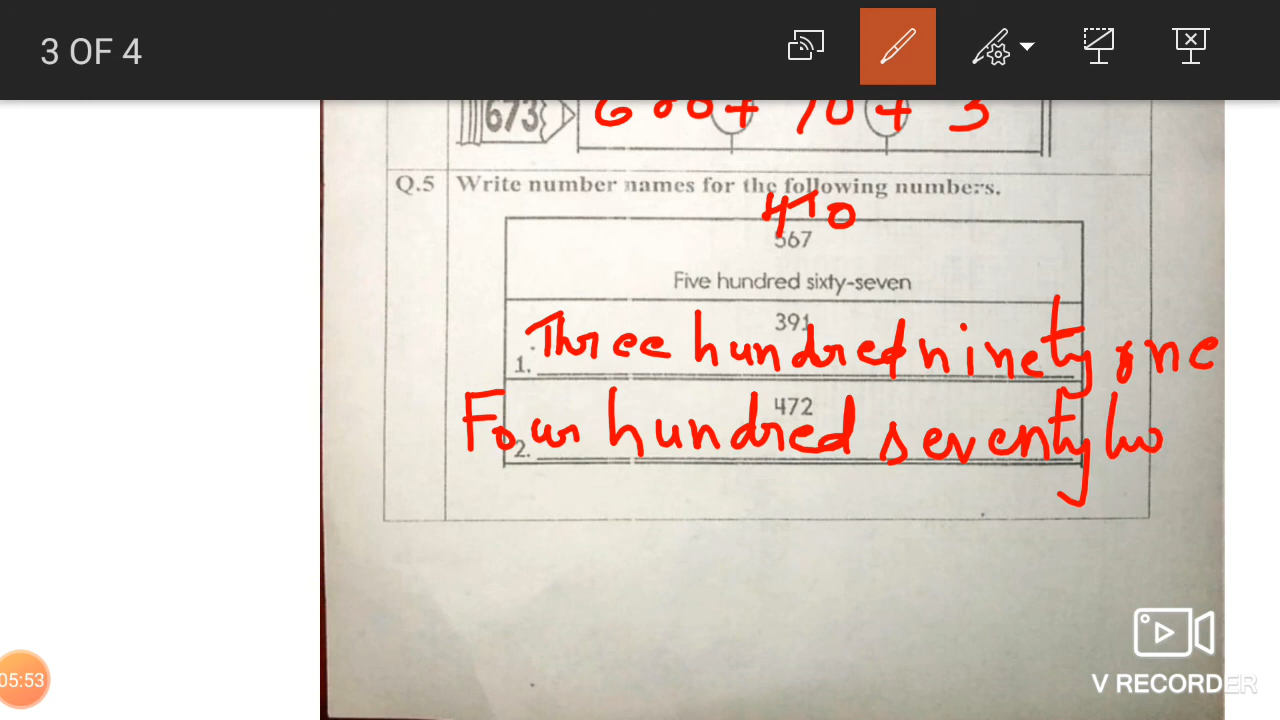 3 OF 4
673 600+ 70+ 3
Q.5 Write number names for the following numbers.
470
567
Five hundred sixty-seven
391
1. Three hundred ninety one
472
2. Four hundred seventy two
05:53
V RECORDER